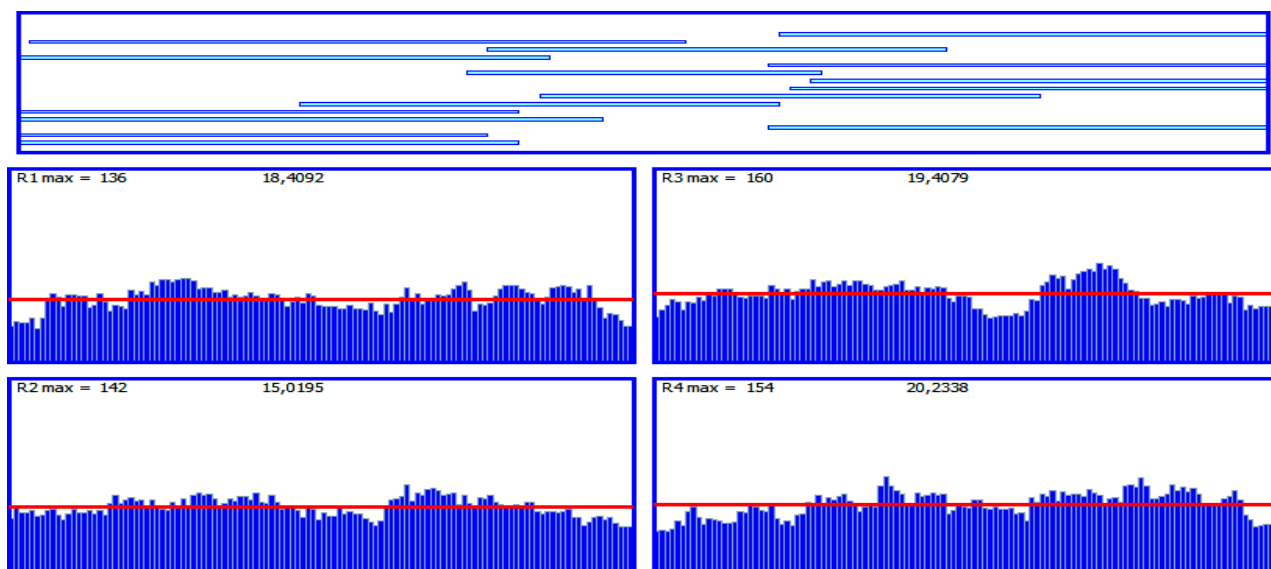 R1 max = 136 18,4092
R3 max = 160 19,4079
R2 max = 142 15,0195
R4 max = 154 20,2338